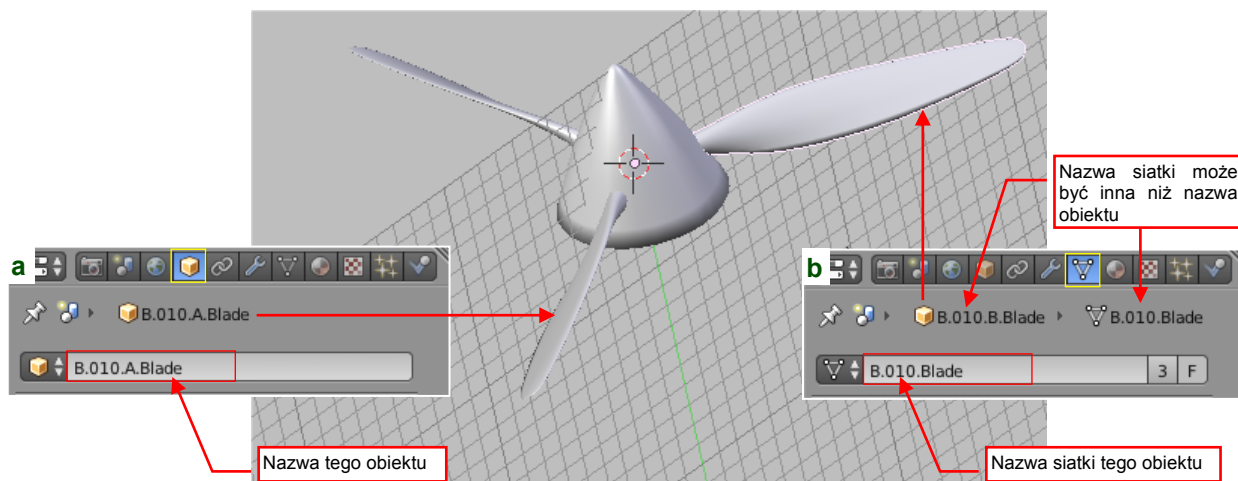 Nazwa siatki może
być inna niż nazwa
obiektu
a
B.010.A.Blade
B.010.A.Blade
Nazwa tego obiektu
b
B.010.B.Blade
B.010.Blade
B.010.Blade
3
F
Nazwa siatki tego obiektu